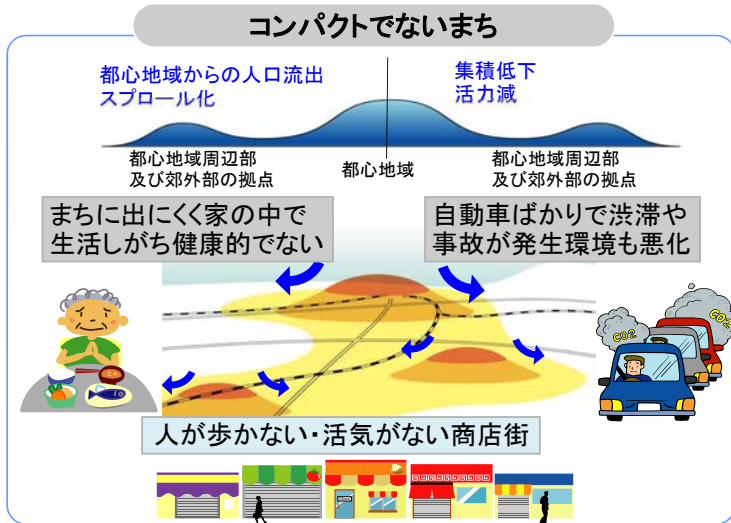 コンパクトでないまち
都心地域からの人口流出
スプロール化
集積低下
活力減
都心地域周辺部
及び郊外部の拠点
都心地域
都心地域周辺部
及び郊外部の拠点
まちに出にくく家の中で
生活しがち健康的でない
自動車ばかりで渋滞や
事故が発生環境も悪化
CO2
CO2
人が歩かない・活気がない商店街